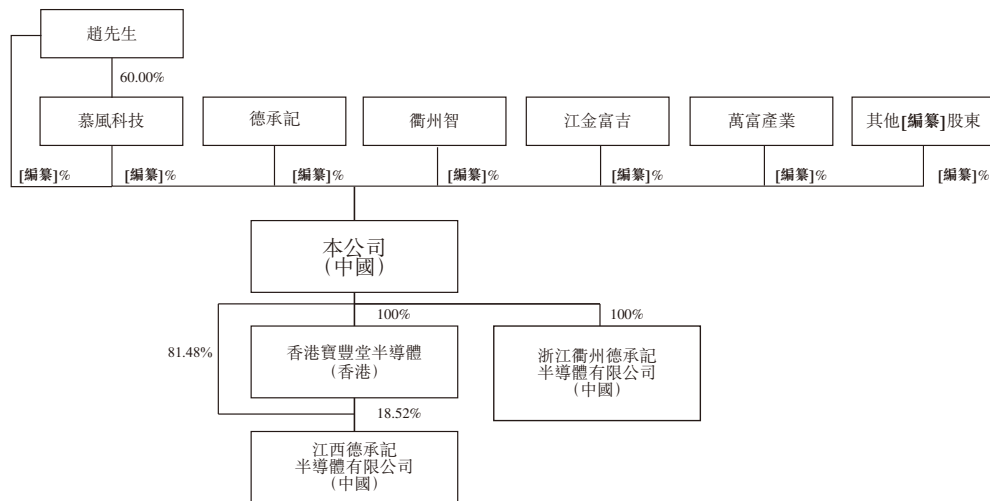 趙先生
60.00%
慕風科技
德承記
衢州智
江金富吉
萬富產業
其他[編纂]股東
[編纂]%
[編纂]%
[編纂]%
[編纂]%
[編纂]%
[編纂]%
[編纂]%
本公司
（中國）
100%
100%
81.48%
香港寶豐堂半導體
（香港）
浙江衢州德承記
半導體有限公司
（中國）
18.52%
江西德承記
半導體有限公司
（中國）